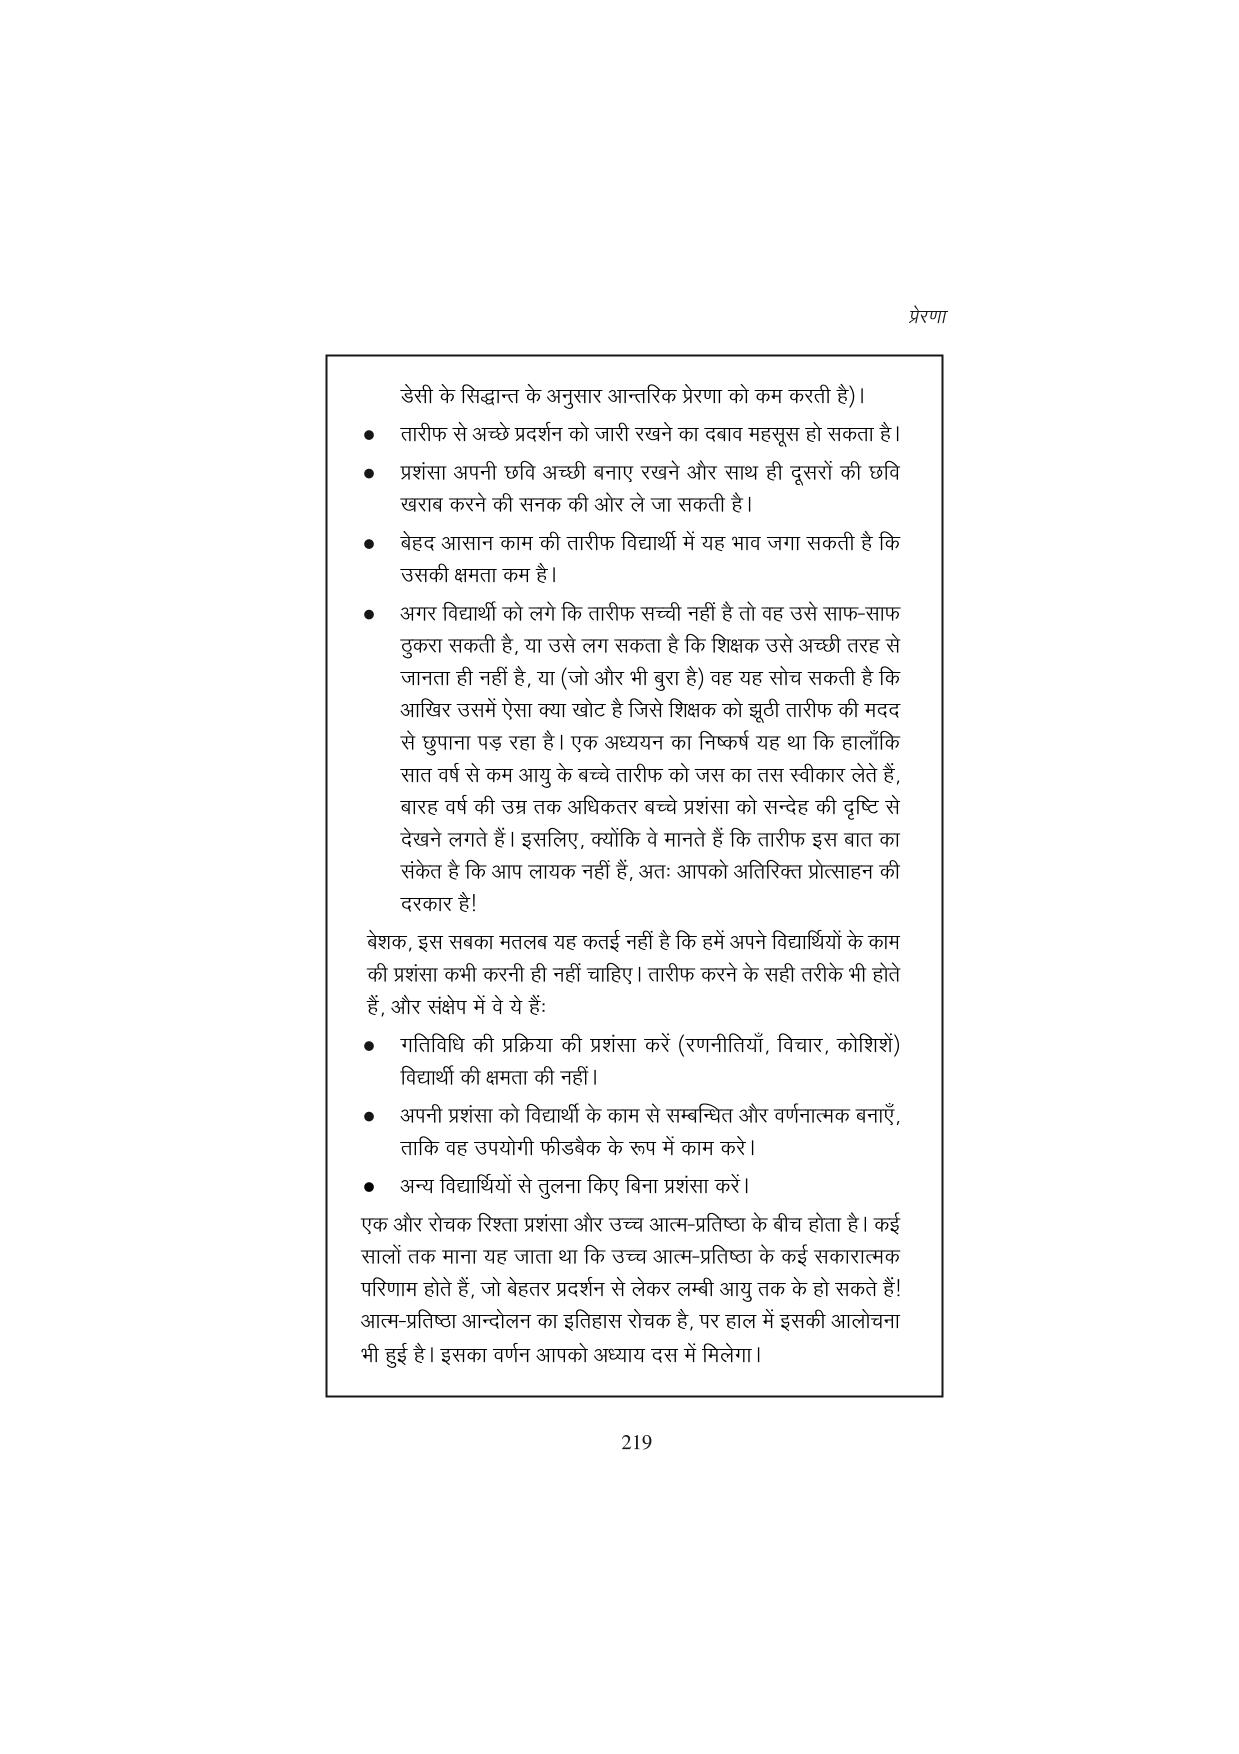 प्रेरणा
डेसी के सिद्धान्त के अनुसार आन्तरिक प्रेरणा को कम करती है)।
● तारीफ से अच्छे प्रदर्शन को जारी रखने का दबाव महसूस हो सकता है।
● प्रशंसा अपनी छवि अच्छी बनाए रखने और साथ ही दूसरों की छवि
खराब करने की सनक की ओर ले जा सकती है।
● बेहद आसान काम की तारीफ विद्यार्थी में यह भाव जगा सकती है कि
उसकी क्षमता कम है।
● अगर विद्यार्थी को लगे कि तारीफ सच्ची नहीं है तो वह उसे साफ-साफ
ठुकरा सकती है, या उसे लग सकता है कि शिक्षक उसे अच्छी तरह से
जानता ही नहीं है, या (जो और भी बुरा है) वह यह सोच सकती है कि
आखिर उसमें ऐसा क्या खोट है जिसे शिक्षक को झूठी तारीफ की मदद
से छुपाना पड़ रहा है। एक अध्ययन का निष्कर्ष यह था कि हालाँकि
सात वर्ष से कम आयु के बच्चे तारीफ को जस का तस स्वीकार लेते हैं,
बारह वर्ष की उम्र तक अधिकतर बच्चे प्रशंसा को सन्देह की दृष्टि से
देखने लगते हैं। इसलिए, क्योंकि वे मानते हैं कि तारीफ इस बात का
संकेत है कि आप लायक नहीं हैं, अतः आपको अतिरिक्त प्रोत्साहन की
दरकार है!
बेशक, इस सबका मतलब यह कतई नहीं है कि हमें अपने विद्यार्थियों के काम
की प्रशंसा कभी करनी ही नहीं चाहिए। तारीफ करने के सही तरीके भी होते
हैं, और संक्षेप में वे ये हैंः
● गतिविधि की प्रक्रिया की प्रशंसा करें (रणनीतियाँ, विचार, कोशिशें)
विद्यार्थी की क्षमता की नहीं।
● अपनी प्रशंसा को विद्यार्थी के काम से सम्बन्धित और वर्णनात्मक बनाएँ,
ताकि वह उपयोगी फीडबैक के रूप में काम करे।
● अन्य विद्यार्थियों से तुलना किए बिना प्रशंसा करें।
एक और रोचक रिश्ता प्रशंसा और उच्च आत्म-प्रतिष्ठा के बीच होता है। कई
सालों तक माना यह जाता था कि उच्च आत्म-प्रतिष्ठा के कई सकारात्मक
परिणाम होते हैं, जो बेहतर प्रदर्शन से लेकर लम्बी आयु तक के हो सकते हैं!
आत्म-प्रतिष्ठा आन्दोलन का इतिहास रोचक है, पर हाल में इसकी आलोचना
भी हुई है। इसका वर्णन आपको अध्याय दस में मिलेगा।
219